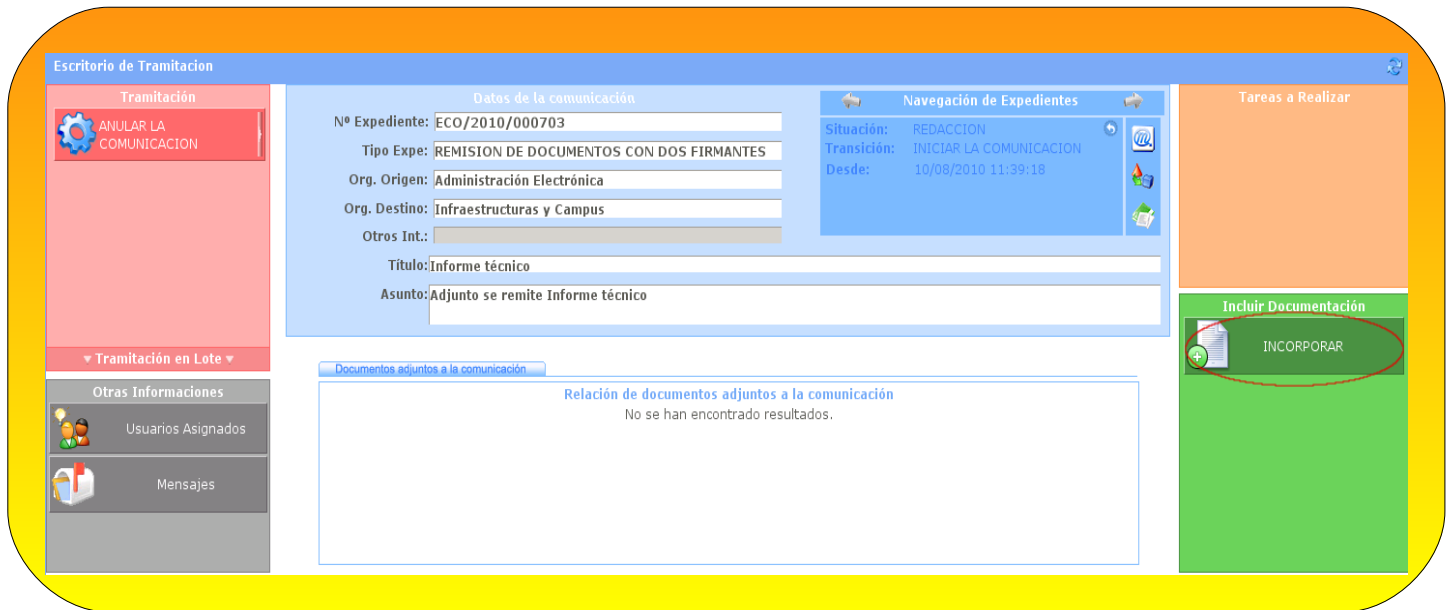 Escritorio de Tramitacion
Tramitación
ANULAR LA
COMUNICACION
▾ Tramitación en Lote ▾
Otras Informaciones
Usuarios Asignados
Mensajes
Datos de la comunicación
Nº Expediente: ECO/2010/000703
Tipo Expe: REMISION DE DOCUMENTOS CON DOS FIRMANTES
Org. Origen: Administración Electrónica
Org. Destino: Infraestructuras y Campus
Otros Int.:
Título: Informe técnico
Asunto: Adjunto se remite Informe técnico
Navegación de Expedientes
Situación: REDACCION
Transición: INICIAR LA COMUNICACION
Desde: 10/08/2010 11:39:18
Documentos adjuntos a la comunicación
Relación de documentos adjuntos a la comunicación
No se han encontrado resultados.
Tareas a Realizar
Incluir Documentación
INCORPORAR